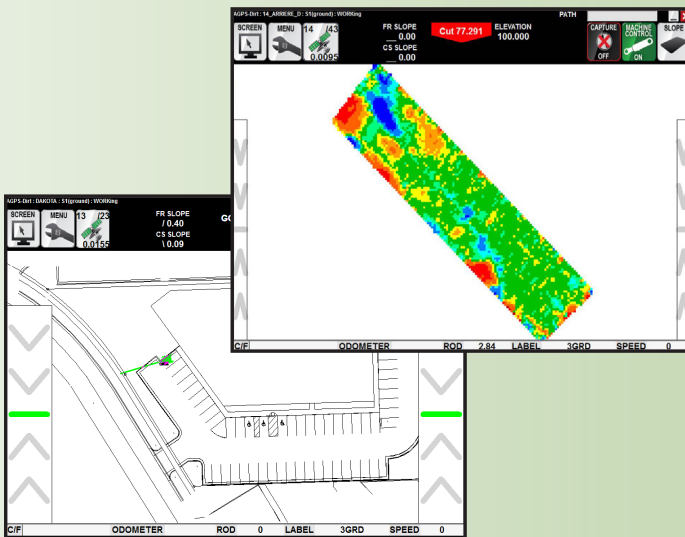 AGPS-Dirt : 14_ARRIERE_D : S1(ground) : WORKing
PATH
SCREEN
MENU
14 /43
0.0095
FR SLOPE
__ 0.00
CS SLOPE
__ 0.00
Cut 77.291
ELEVATION
100.000
CAPTURE
OFF
MACHINE
CONTROL
ON
SLOPE
C/F ODOMETER ROD 2.84 LABEL 3GRD SPEED 0
AGPS-Dirt : DAKOTA : S1(ground) : WORKing
SCREEN
MENU
13 /23
0.0155
FR SLOPE
/ 0.40
CS SLOPE
\ 0.09
C/F ODOMETER ROD 0 LABEL 3GRD SPEED 0